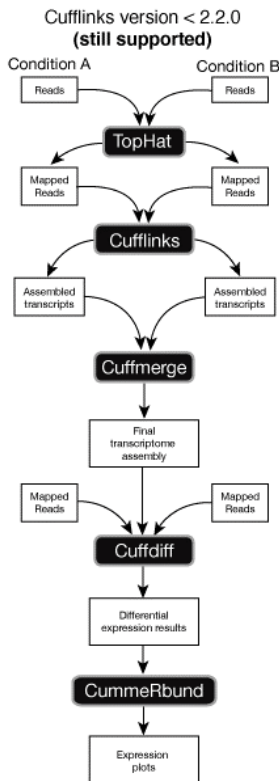 Cufflinks version < 2.2.0
(still supported)
Condition A
Condition B
Reads
Reads
TopHat
Mapped
Reads
Mapped
Reads
Cufflinks
Assembled
transcripts
Assembled
transcripts
Cuffmerge
Final
transcriptome
assembly
Mapped
Reads
Mapped
Reads
Cuffdiff
Differential
expression results
CummeRbund
Expression
plots